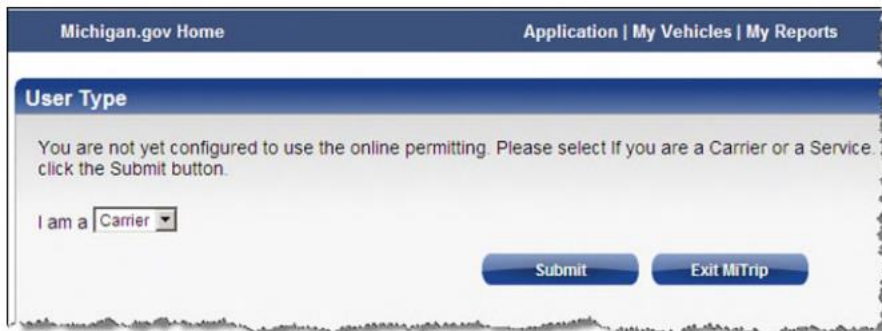 Michigan.gov Home Application | My Vehicles | My Reports
User Type
You are not yet configured to use the online permitting. Please select If you are a Carrier or a Service.
click the Submit button.
I am a Carrier
Submit Exit MiTrip